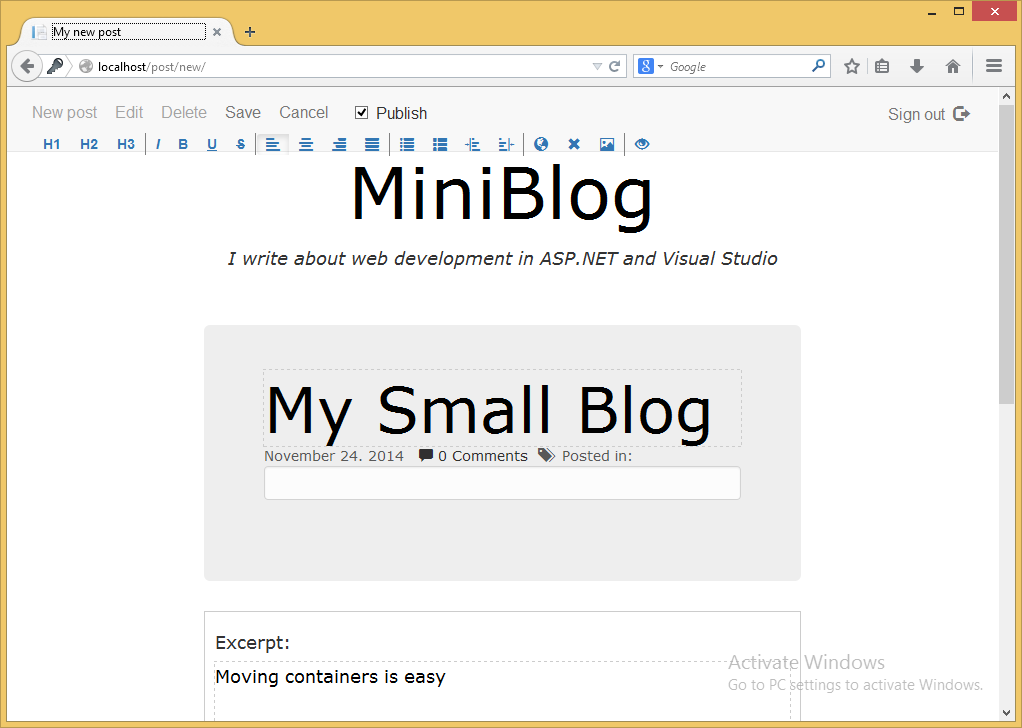 My new post
localhost/post/new/
Google
New post Edit Delete Save Cancel Publish Sign out
H1 H2 H3 I B U S
MiniBlog
I write about web development in ASP.NET and Visual Studio
My Small Blog
November 24. 2014 0 Comments Posted in:
Excerpt:
Moving containers is easy
Activate Windows
Go to PC settings to activate Windows.